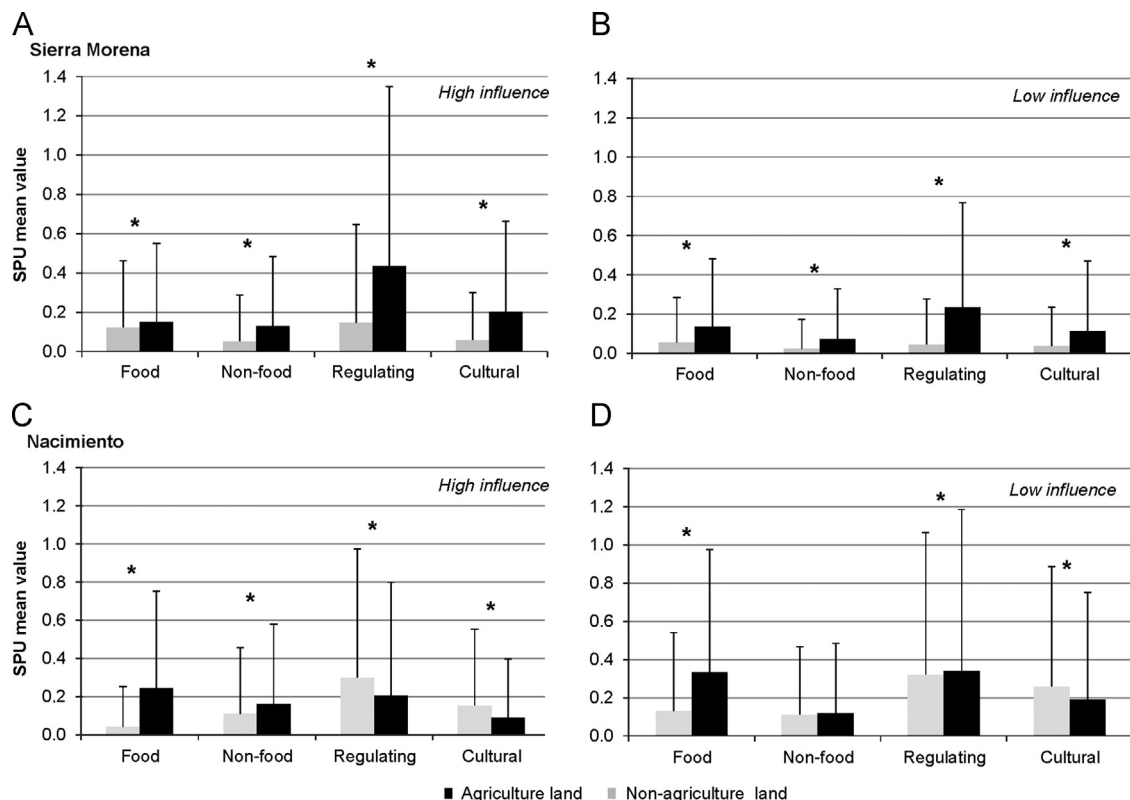 A
Sierra Morena
High influence
SPU mean value
1.4
1.2
1.0
0.8
0.6
0.4
0.2
0.0
*
*
*
*
Food Non-food Regulating Cultural
B
Low influence
1.4
1.2
1.0
0.8
0.6
0.4
0.2
0.0
*
*
*
*
Food Non-food Regulating Cultural
C
Nacimiento
High influence
SPU mean value
1.4
1.2
1.0
0.8
0.6
0.4
0.2
0.0
*
*
*
*
Food Non-food Regulating Cultural
D
Low influence
1.4
1.2
1.0
0.8
0.6
0.4
0.2
0.0
*
*
*
Food Non-food Regulating Cultural
Agriculture land Non-agriculture land